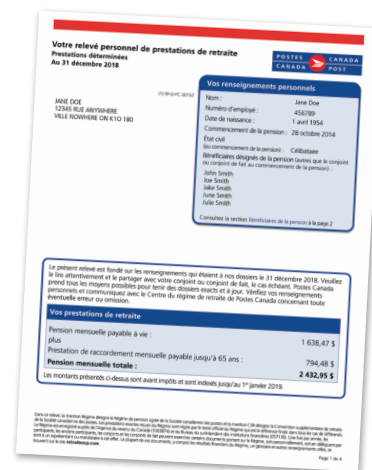 Votre relevé personnel de prestations de retraite
Prestations déterminées
Au 31 décembre 2018
POSTES CANADA
CANADA POST
JANE DOE
12345 RUE ANYWHERE
VILLE NOWHERE ON K1O 1B0
Vos renseignements personnels
Nom : Jane Doe
Numéro d'employé : 456789
Date de naissance : 1 avril 1954
Commencement de la pension : 28 octobre 2014
État civil
(au commencement de la pension) : Célibataire
Bénéficiaires désignés de la pension (autres que le conjoint
ou conjoint de fait au commencement de la pension) :
John Smith
Joe Smith
Jake Smith
June Smith
Julie Smith
Consultez la section Bénéficiaires de la pension à la page 2
Le présent relevé est fondé sur les renseignements qui étaient à nos dossiers le 31 décembre 2018. Veuillez
le lire attentivement et le partager avec votre conjoint ou conjoint de fait, le cas échéant. Postes Canada
prend tous les moyens possibles pour tenir des dossiers exacts et à jour. Vérifiez vos renseignements
personnels et communiquez avec le Centre du régime de retraite de Postes Canada concernant toute
éventuelle erreur ou omission.
Vos prestations de retraite
Pension mensuelle payable à vie : 1 638,47 $
plus
Prestation de raccordement mensuelle payable jusqu'à 65 ans : 794,48 $
Pension mensuelle totale : 2 432,95 $
Les montants présentés ci-dessus sont avant impôts et sont indexés jusqu'au 1er janvier 2019.
Page 1 de 4